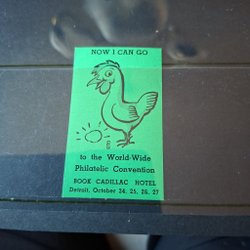 NOW I CAN GO
to the World-Wide
Philatelic Convention
BOOK CADILLAC HOTEL
Detroit, October 24, 25, 26, 27